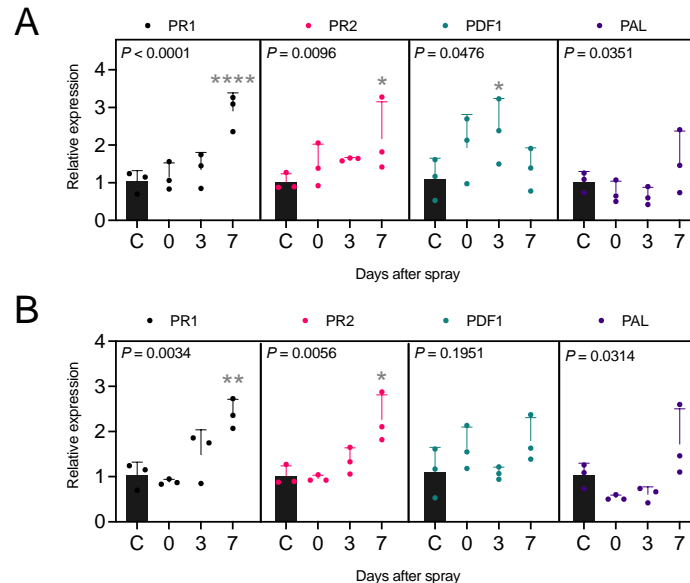 A
PR1 PR2 PDF1 PAL
P < 0.0001 P = 0.0096 P = 0.0476 P = 0.0351
**** * *
4
3
2
1
0
Relative expression
C 0 3 7 C 0 3 7 C 0 3 7 C 0 3 7
Days after spray
B
PR1 PR2 PDF1 PAL
P = 0.0034 P = 0.0056 P = 0.1951 P = 0.0314
** *
4
3
2
1
0
Relative expression
C 0 3 7 C 0 3 7 C 0 3 7 C 0 3 7
Days after spray